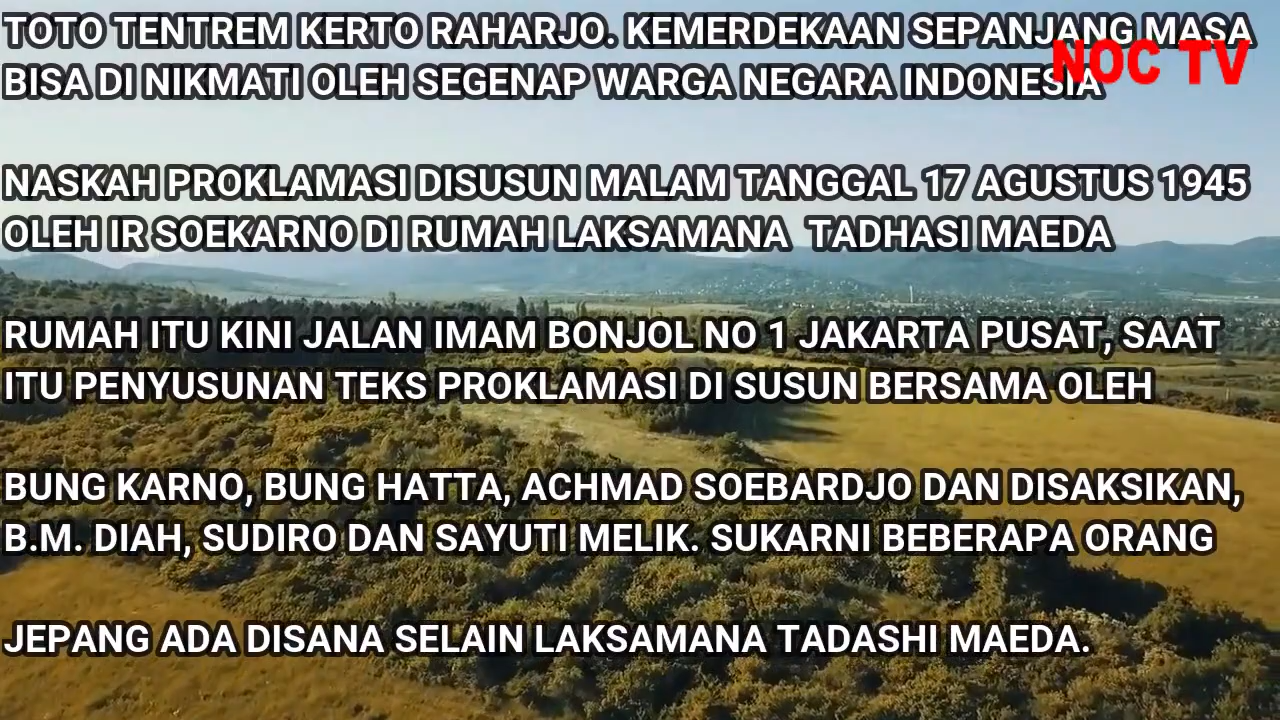 TOTO TENTREM KERTO RAHARJO. KEMERDEKAAN SEPANJANG MASA
NOC TV
BISA DI NIKMATI OLEH SEGENAP WARGA NEGARA INDONESIA
NASKAH PROKLAMASI DISUSUN MALAM TANGGAL 17 AGUSTUS 1945
OLEH IR SOEKARNO DI RUMAH LAKSAMANA TADHASI MAEDA
RUMAH ITU KINI JALAN IMAM BONJOL NO 1 JAKARTA PUSAT, SAAT
ITU PENYUSUNAN TEKS PROKLAMASI DI SUSUN BERSAMA OLEH
BUNG KARNO, BUNG HATTA, ACHMAD SOEBARDJO DAN DISAKSIKAN,
B.M. DIAH, SUDIRO DAN SAYUTI MELIK. SUKARNI BEBERAPA ORANG
JEPANG ADA DISANA SELAIN LAKSAMANA TADASHI MAEDA.